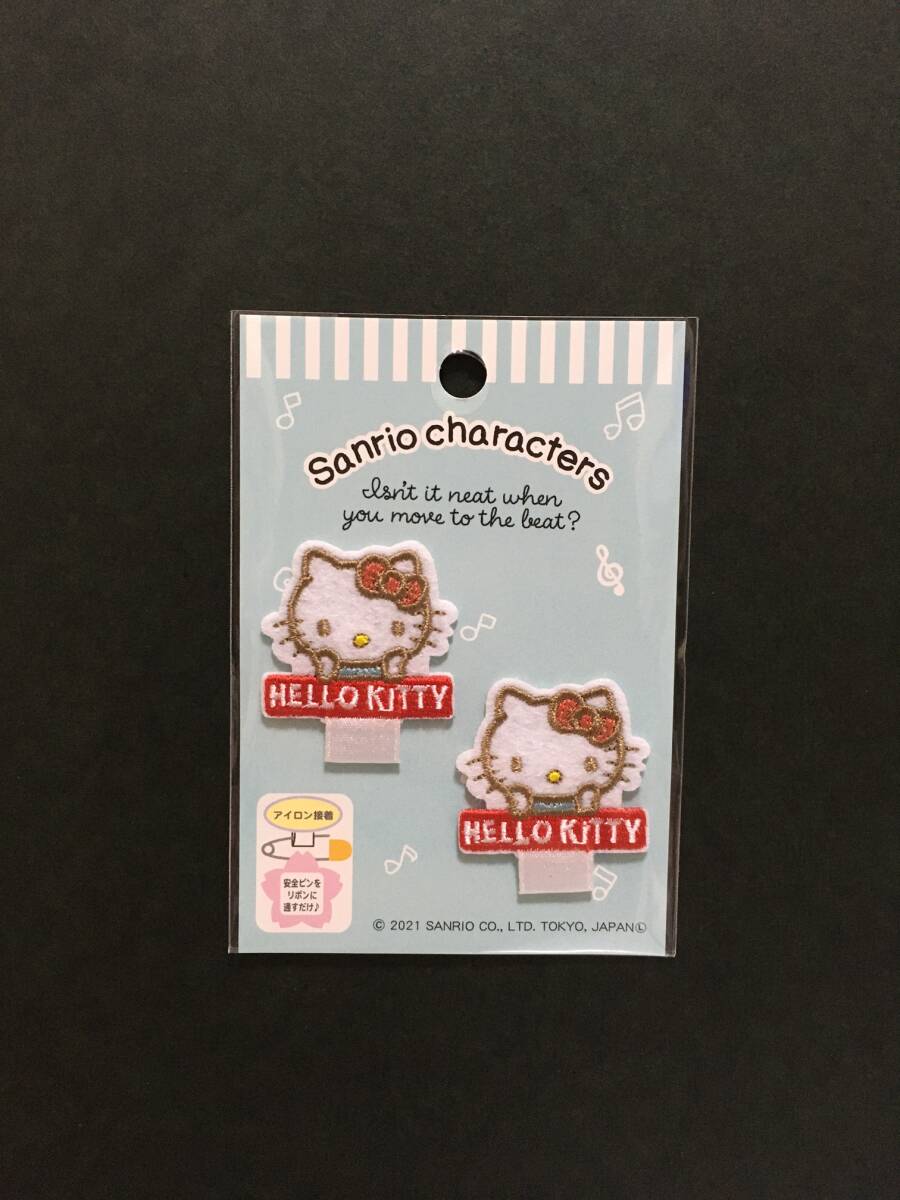 Sanrio characters
Isn't it neat when
you move to the beat?
HELLO KITTY
HELLO KITTY
アイロン接着
安全ピンを
リボンに
通すだけ♪
© 2021 SANRIO CO., LTD. TOKYO, JAPAN Ⓛ